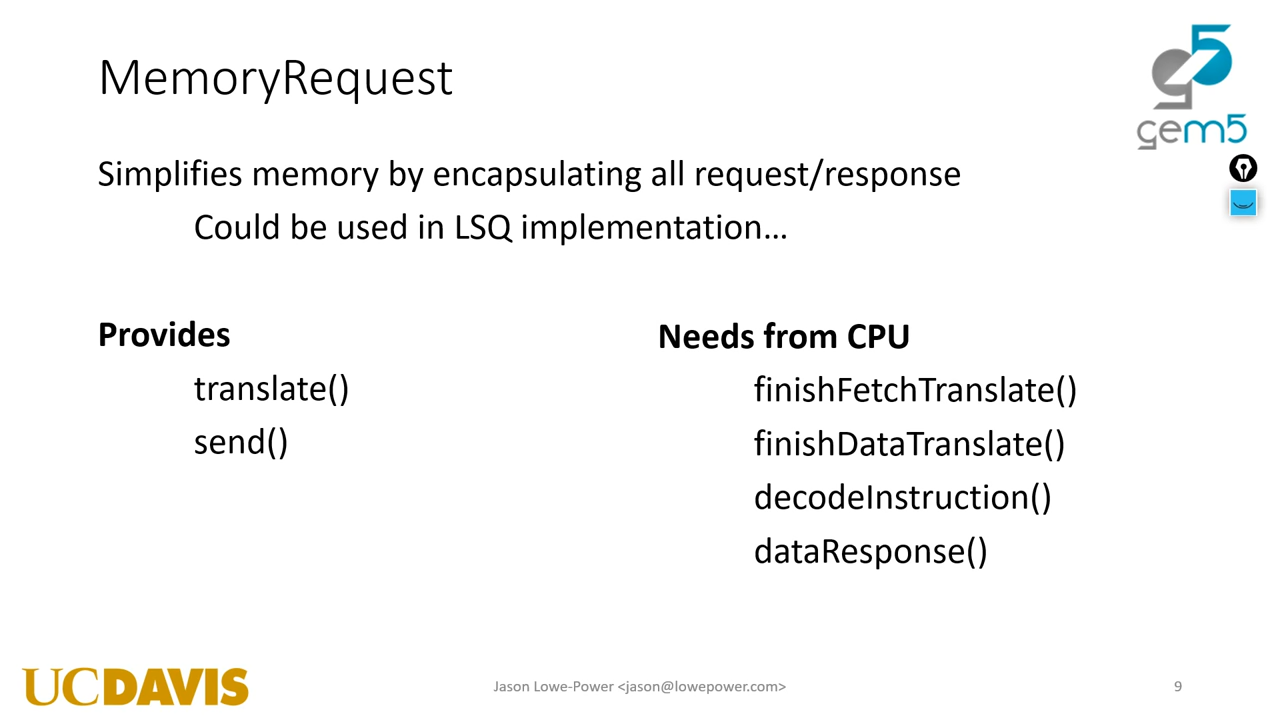 MemoryRequest
gem5
Simplifies memory by encapsulating all request/response
Could be used in LSQ implementation…
Provides
translate()
send()
Needs from CPU
finishFetchTranslate()
finishDataTranslate()
decodeInstruction()
dataResponse()
UCDAVIS
Jason Lowe-Power <jason@lowepower.com>
9